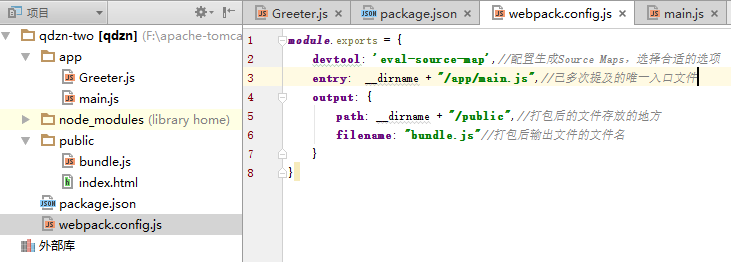 项目
qdzn-two [qdzn] (F:\apache-tomca
app
Greeter.js
main.js
node_modules (library home)
public
bundle.js
index.html
package.json
webpack.config.js
外部库
Greeter.js
package.json
webpack.config.js
main.js
1 module.exports = {
2 devtool: 'eval-source-map',//配置生成Source Maps，选择合适的选项
3 entry: __dirname + "/app/main.js",//已多次提及的唯一入口文件
4 output: {
5 path: __dirname + "/public",//打包后的文件存放的地方
6 filename: "bundle.js"//打包后输出文件的文件名
7 }
8 }